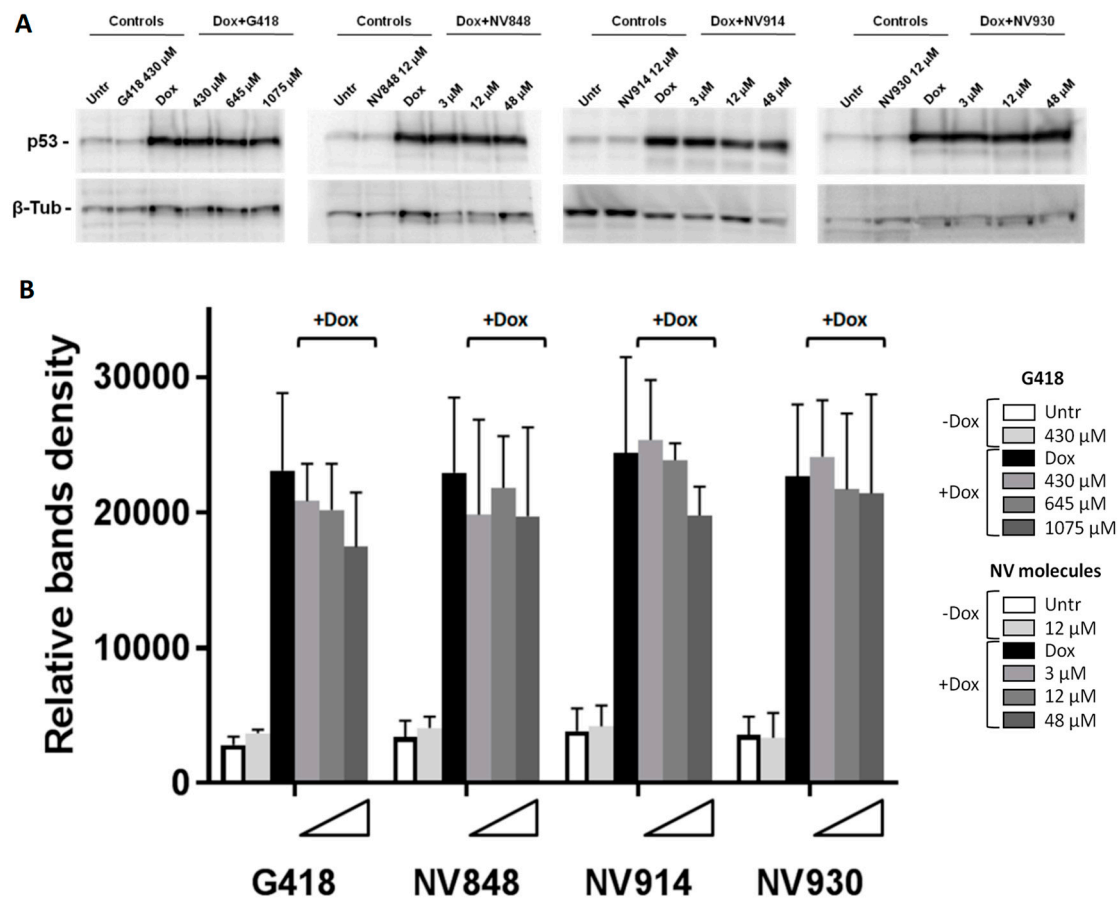 A
Controls Dox+G418 Controls Dox+NV848 Controls Dox+NV914 Controls Dox+NV930
Untr G418 430 µM Dox 430 µM 645 µM 1075 µM Untr NV848 12 µM Dox 3 µM 12 µM 48 µM Untr NV914 12 µM Dox 3 µM 12 µM 48 µM Untr NV930 12 µM Dox 3 µM 12 µM 48 µM
p53 -
β-Tub -
B
+Dox +Dox +Dox +Dox
Relative bands density
30000
20000
10000
0
G418 NV848 NV914 NV930
G418
-Dox
Untr
430 µM
+Dox
Dox
430 µM
645 µM
1075 µM
NV molecules
-Dox
Untr
12 µM
+Dox
Dox
3 µM
12 µM
48 µM